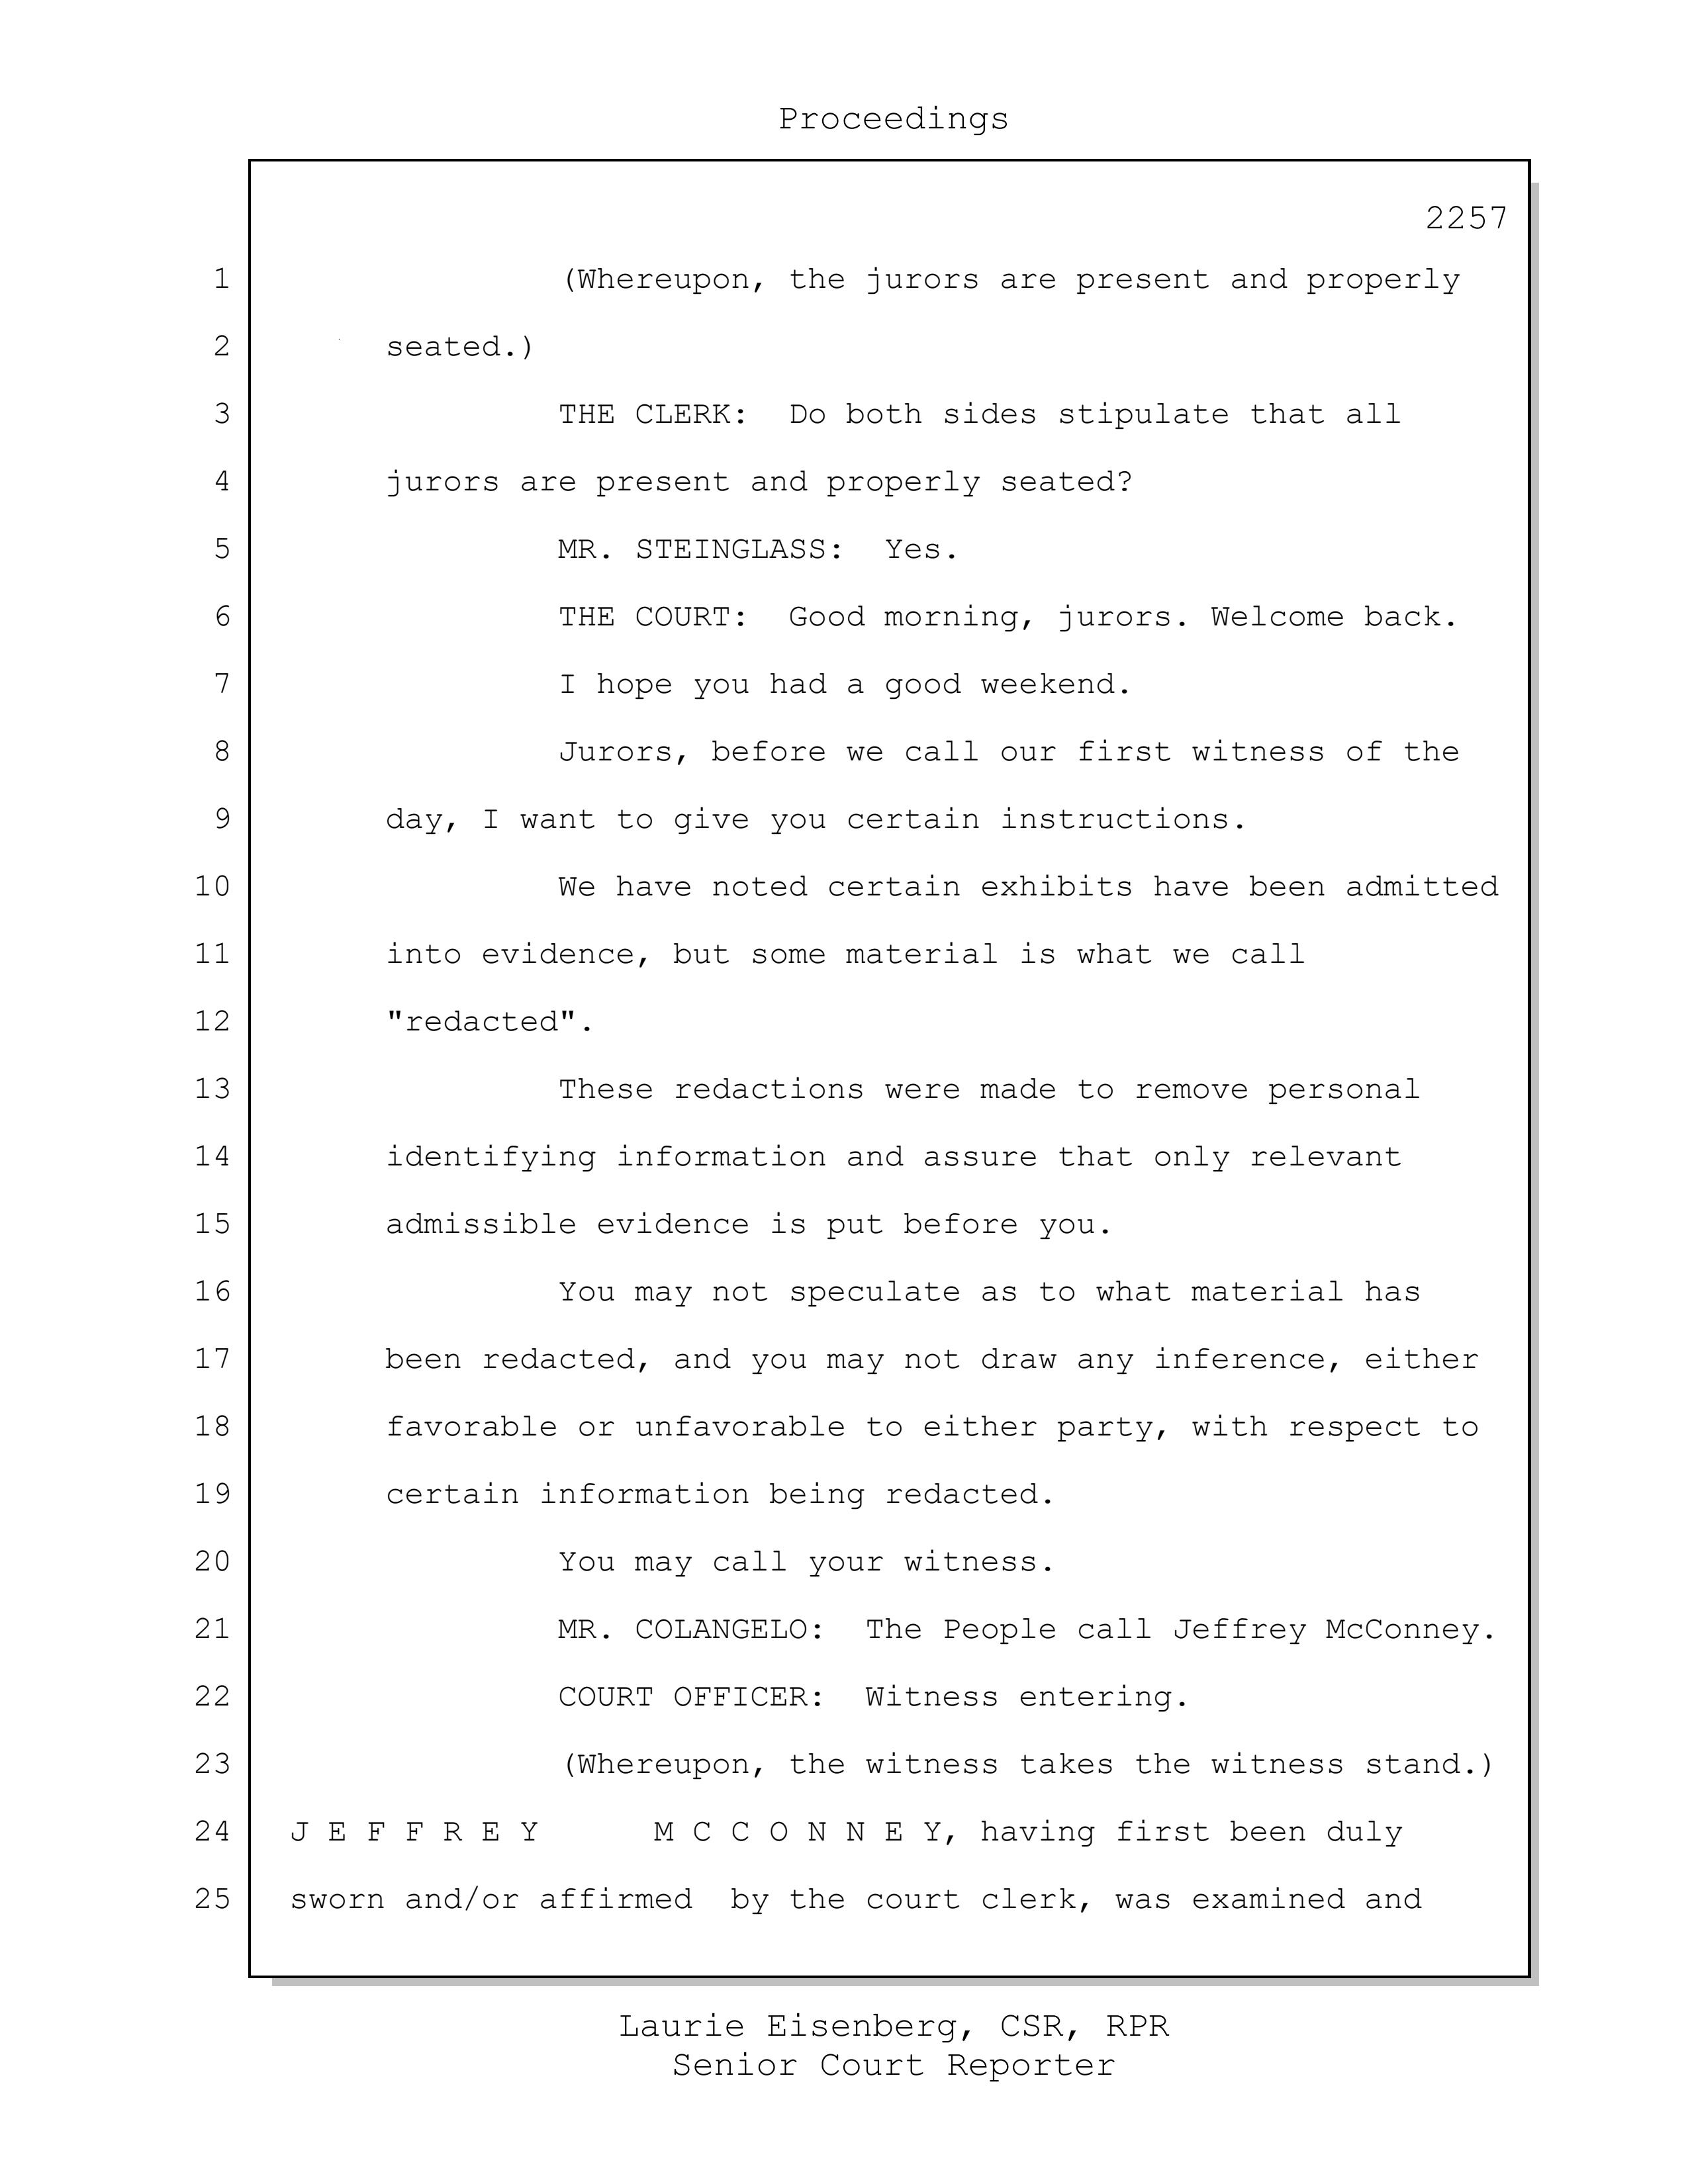 Proceedings
2257
1 (Whereupon, the jurors are present and properly
2 seated.)
3 THE CLERK:  Do both sides stipulate that all
4 jurors are present and properly seated?
5 MR. STEINGLASS:  Yes.
6 THE COURT:  Good morning, jurors. Welcome back.
7 I hope you had a good weekend.
8 Jurors, before we call our first witness of the
9 day, I want to give you certain instructions.
10 We have noted certain exhibits have been admitted
11 into evidence, but some material is what we call
12 "redacted".
13 These redactions were made to remove personal
14 identifying information and assure that only relevant
15 admissible evidence is put before you.
16 You may not speculate as to what material has
17 been redacted, and you may not draw any inference, either
18 favorable or unfavorable to either party, with respect to
19 certain information being redacted.
20 You may call your witness.
21 MR. COLANGELO:  The People call Jeffrey McConney.
22 COURT OFFICER:  Witness entering.
23 (Whereupon, the witness takes the witness stand.)
24 J E F F R E Y      M C C O N N E Y, having first been duly
25 sworn and/or affirmed  by the court clerk, was examined and
Laurie Eisenberg, CSR, RPR
Senior Court Reporter